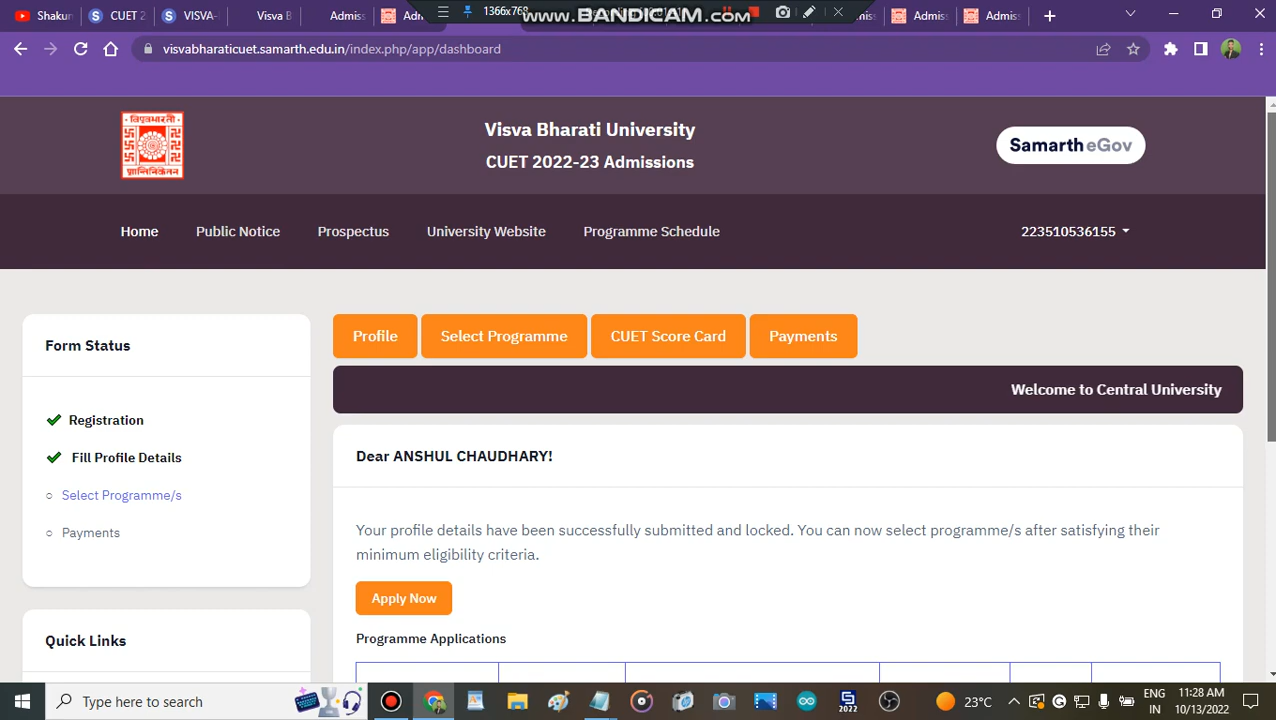 Shakun
CUET 2
VISVA-
Visva B
Admis
1366x768
www.BANDICAM.com
Admis
Admis
visvabharaticuet.samarth.edu.in/index.php/app/dashboard
विश्वभारती
Visva Bharati University
CUET 2022-23 Admissions
Samarth eGov
Home
Public Notice
Prospectus
University Website
Programme Schedule
223510536155
Form Status
Registration
Fill Profile Details
Select Programme/s
Payments
Quick Links
Profile
Select Programme
CUET Score Card
Payments
Welcome to Central University
Dear ANSHUL CHAUDHARY!
Your profile details have been successfully submitted and locked. You can now select programme/s after satisfying their
minimum eligibility criteria.
Apply Now
Programme Applications
Type here to search
2022
23°C
ENG
IN
11:28 AM
10/13/2022